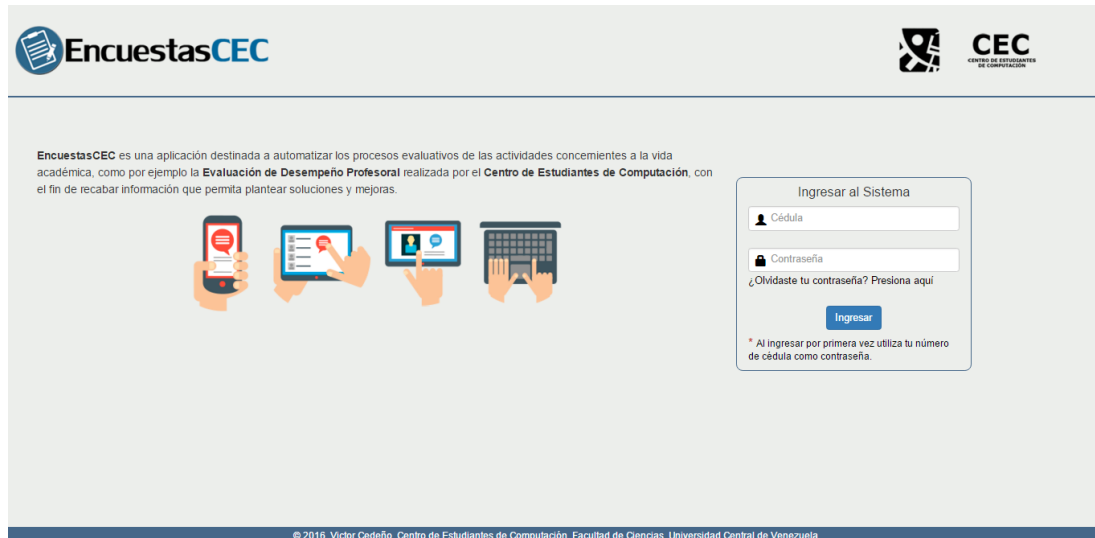 EncuestasCEC
CEC
CENTRO DE ESTUDIANTES
DE COMPUTACIÓN
EncuestasCEC es una aplicación destinada a automatizar los procesos evaluativos de las actividades concernientes a la vida
académica, como por ejemplo la Evaluación de Desempeño Profesoral realizada por el Centro de Estudiantes de Computación, con
el fin de recabar información que permita plantear soluciones y mejoras.
Ingresar al Sistema
Cédula
Contraseña
¿Olvidaste tu contraseña? Presiona aquí
Ingresar
* Al ingresar por primera vez utiliza tu número
de cédula como contraseña.
© 2016. Victor Cedeño. Centro de Estudiantes de Computación. Facultad de Ciencias. Universidad Central de Venezuela